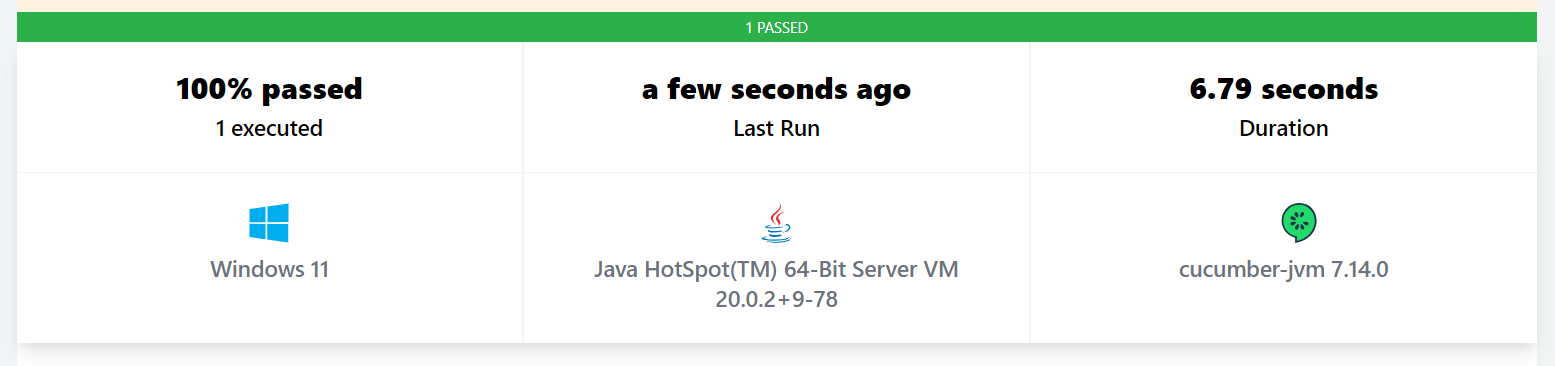 1 PASSED
100% passed
1 executed
a few seconds ago
Last Run
6.79 seconds
Duration
Windows 11
Java HotSpot(TM) 64-Bit Server VM
20.0.2+9-78
cucumber-jvm 7.14.0